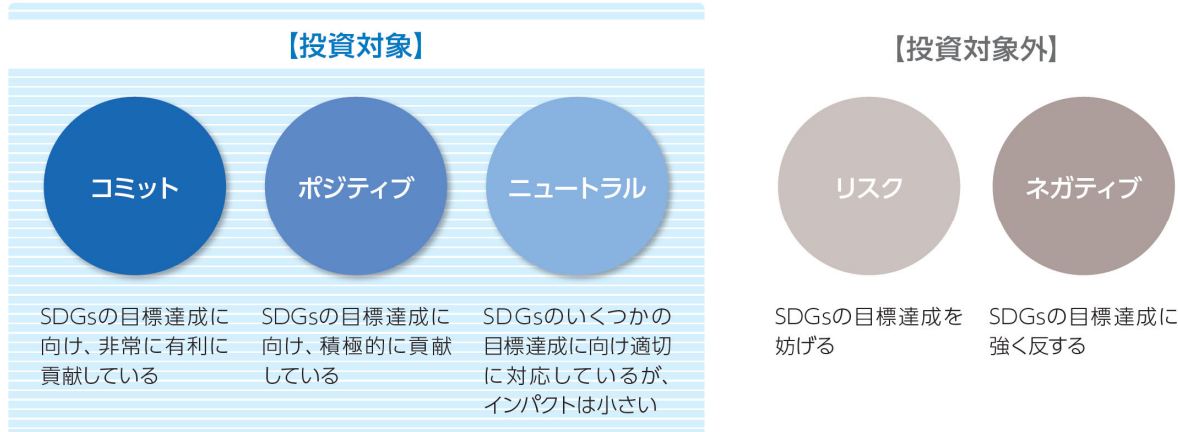 【投資対象】
コミット
ポジティブ
ニュートラル
SDGsの目標達成に
向け、非常に有利に
貢献している
SDGsの目標達成に
向け、積極的に貢献
している
SDGsのいくつかの
目標達成に向け適切
に対応しているが、
インパクトは小さい
【投資対象外】
リスク
ネガティブ
SDGsの目標達成を
妨げる
SDGsの目標達成に
強く反する